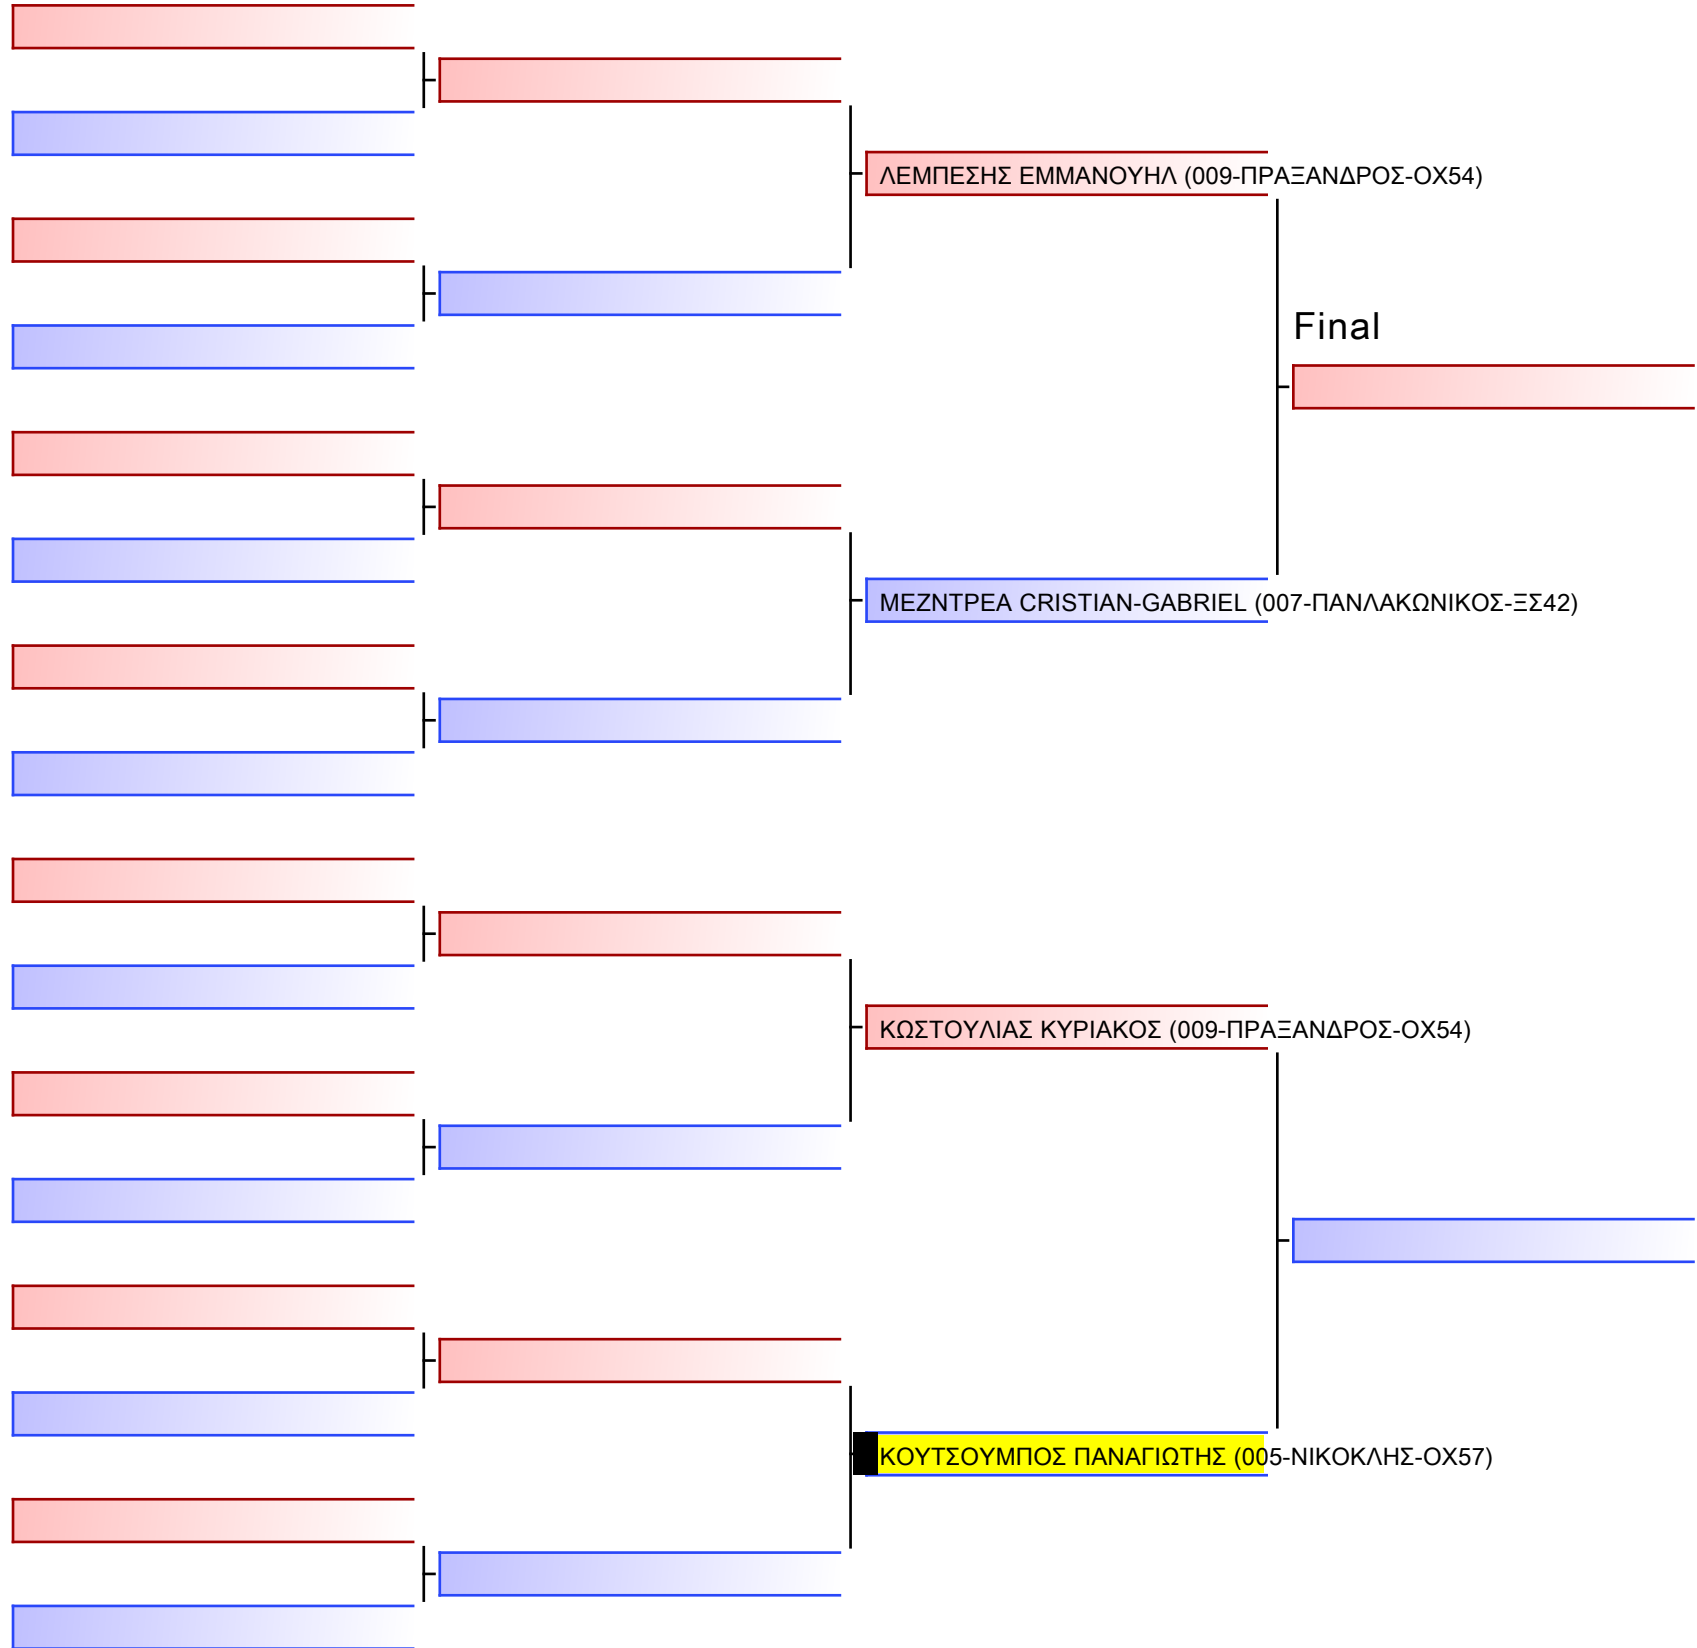 ΛΕΜΠΕΣΗΣ ΕΜΜΑΝΟΥΗΛ (009-ΠΡΑΞΑΝΔΡΟΣ-ΟΧ54)
Final
ΜΕΖΝΤΡΕΑ CRISTIAN-GABRIEL (007-ΠΑΝΛΑΚΩΝΙΚΟΣ-ΞΣ42)
ΚΩΣΤΟΥΛΙΑΣ ΚΥΡΙΑΚΟΣ (009-ΠΡΑΞΑΝΔΡΟΣ-ΟΧ54)
ΚΟΥΤΣΟΥΜΠΟΣ ΠΑΝΑΓΙΩΤΗΣ (005-ΝΙΚΟΚΛΗΣ-ΟΧ57)